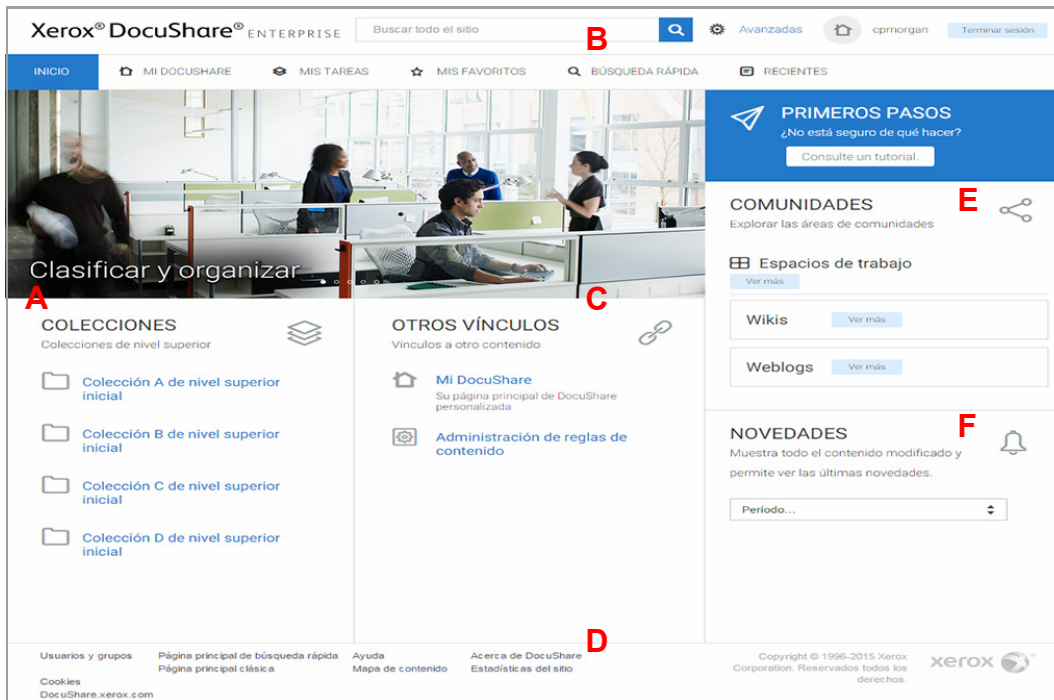 Xerox® DocuShare® ENTERPRISE
Buscar todo el sitio
B
Avanzadas
cpmorgan
Terminar sesión
INICIO
MI DOCUSHARE
MIS TAREAS
MIS FAVORITOS
BÚSQUEDA RÁPIDA
RECIENTES
Clasificar y organizar
PRIMEROS PASOS
¿No está seguro de qué hacer?
Consulte un tutorial.
A
COLECCIONES
Colecciones de nivel superior
Colección A de nivel superior
inicial
Colección B de nivel superior
inicial
Colección C de nivel superior
inicial
Colección D de nivel superior
inicial
C
OTROS VÍNCULOS
Vínculos a otro contenido
Mi DocuShare
Su página principal de DocuShare
personalizada
Administración de reglas de
contenido
E
COMUNIDADES
Explorar las áreas de comunidades
Espacios de trabajo
Ver más
Wikis
Ver más
Weblogs
Ver más
F
NOVEDADES
Muestra todo el contenido modificado y
permite ver las últimas novedades.
Período...
D
Usuarios y grupos
Página principal de búsqueda rápida
Ayuda
Acerca de DocuShare
Página principal clásica
Mapa de contenido
Estadísticas del sitio
Cookies
DocuShare.xerox.com
Copyright © 1996-2015 Xerox
Corporation. Reservados todos los
derechos.
xerox